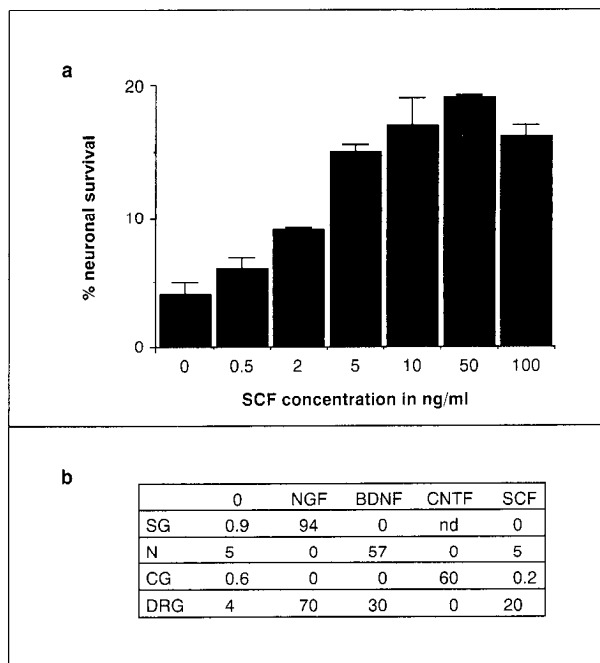 a
20
10
0
% neuronal survival
0 0.5 2 5 10 50 100
SCF concentration in ng/ml
b
0 NGF BDNF CNTF SCF
SG 0.9 94 0 nd 0
N 5 0 57 0 5
CG 0.6 0 0 60 0.2
DRG 4 70 30 0 20